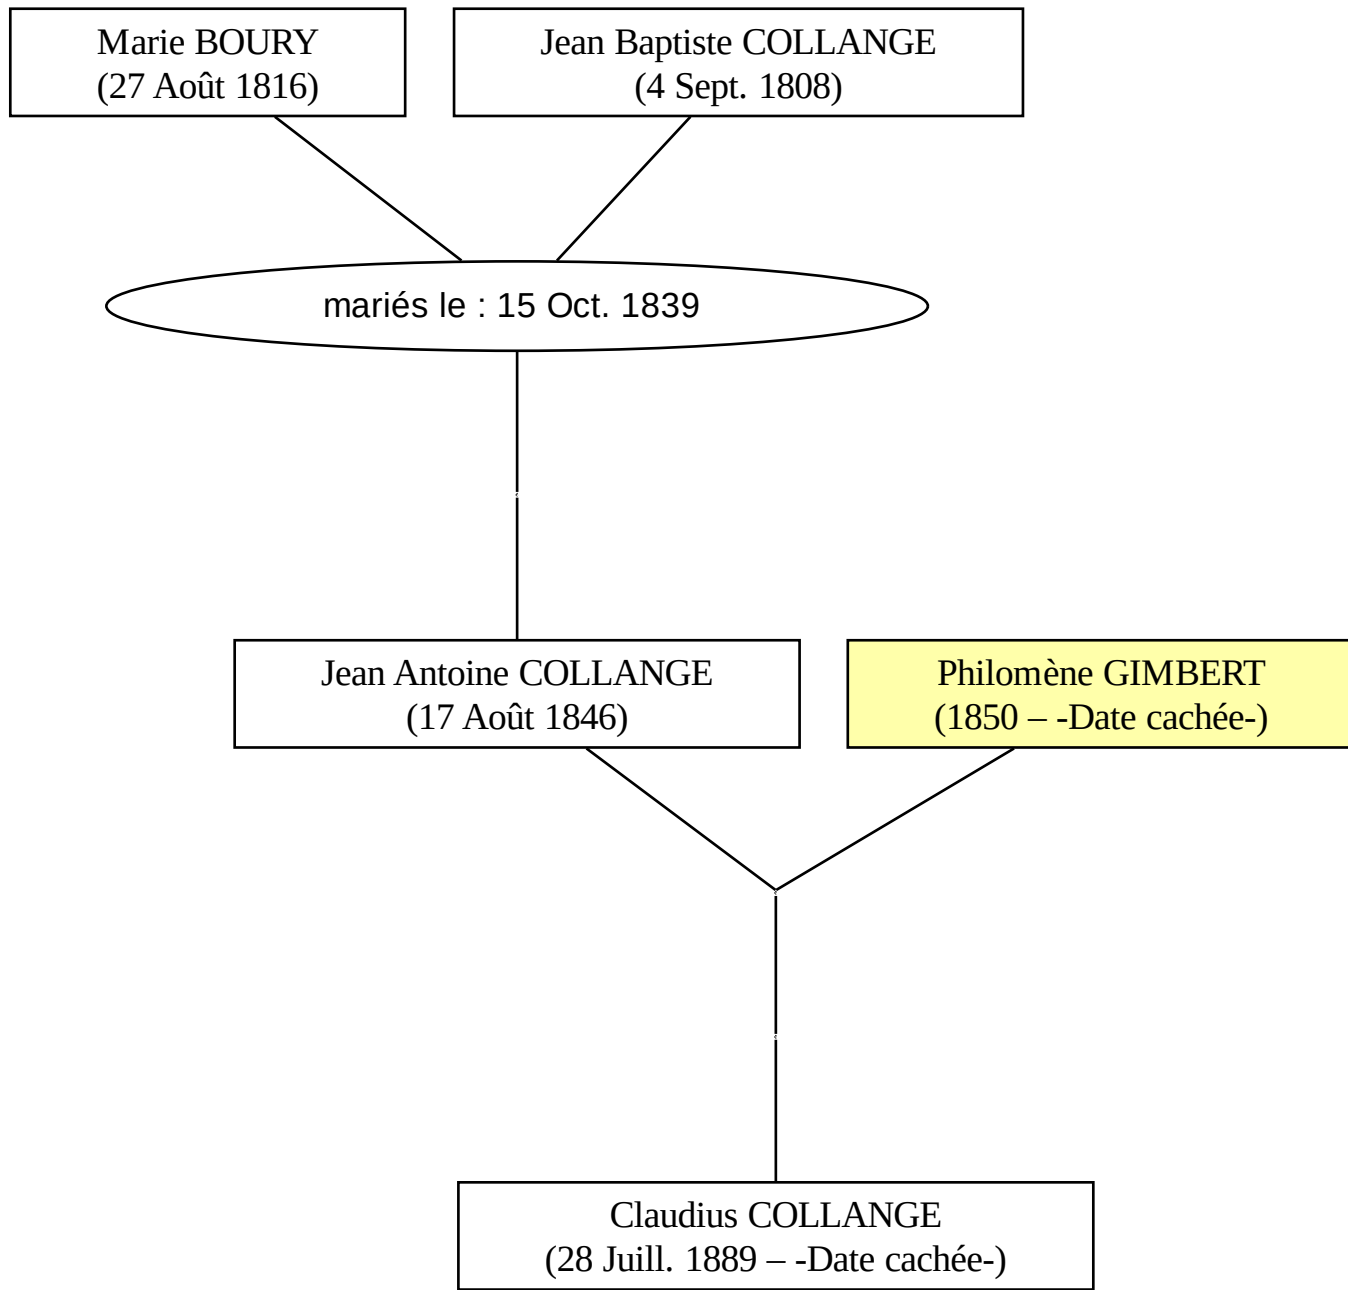 Marie BOURY
(27 Août 1816)
Jean Baptiste COLLANGE
(4 Sept. 1808)
mariés le : 15 Oct. 1839
Jean Antoine COLLANGE
(17 Août 1846)
Philomène GIMBERT
(1850 – -Date cachée-)
Claudius COLLANGE
(28 Juill. 1889 – -Date cachée-)